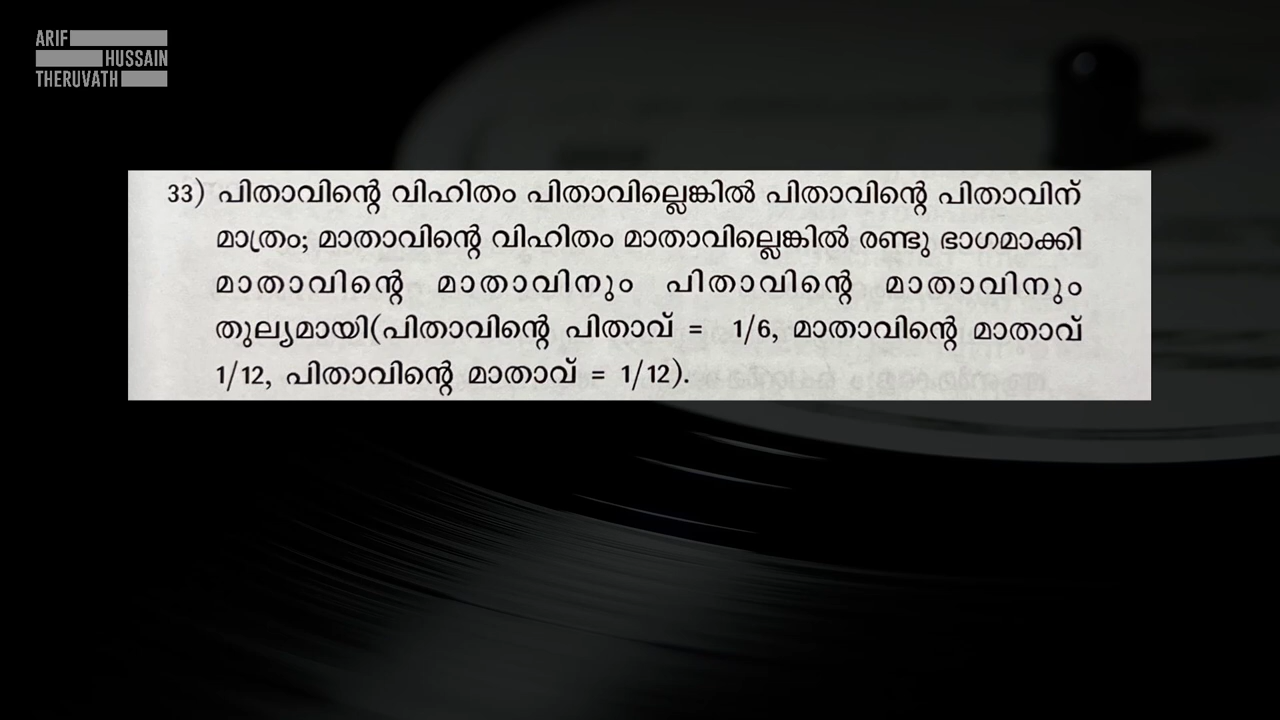 ARIF
HUSSAIN
THERUVATH
33) പിതാവിന്റെ വിഹിതം പിതാവില്ലെങ്കിൽ പിതാവിന്റെ പിതാവിന്
മാത്രം; മാതാവിന്റെ വിഹിതം മാതാവില്ലെങ്കിൽ രണ്ടു ഭാഗമാക്കി
മാതാവിന്റെ മാതാവിനും പിതാവിന്റെ മാതാവിനും
തുല്യമായി(പിതാവിന്റെ പിതാവ് = 1/6, മാതാവിന്റെ മാതാവ്
1/12, പിതാവിന്റെ മാതാവ് = 1/12).